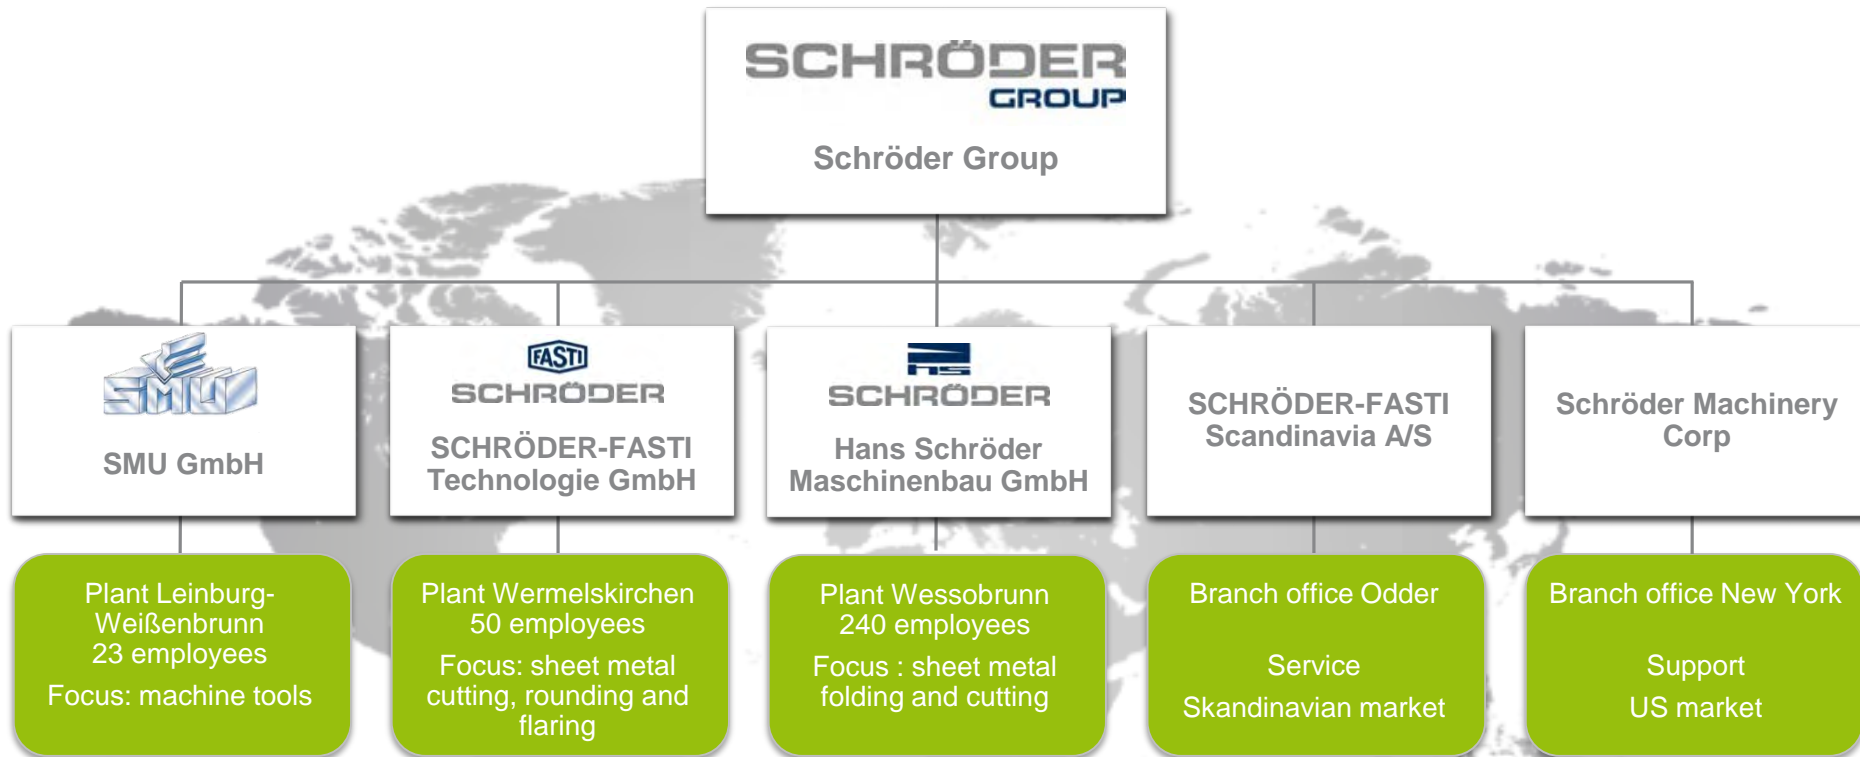 SCHRÖDER
GROUP
Schröder Group
SMU
SMU GmbH
FASTI
SCHRÖDER
SCHRÖDER-FASTI
Technologie GmbH
hs
SCHRÖDER
Hans Schröder
Maschinenbau GmbH
SCHRÖDER-FASTI
Scandinavia A/S
Schröder Machinery
Corp
Plant Leinburg-
Weißenbrunn
23 employees
Focus: machine tools
Plant Wermelskirchen
50 employees
Focus: sheet metal
cutting, rounding and
flaring
Plant Wessobrunn
240 employees
Focus : sheet metal
folding and cutting
Branch office Odder
Service
Skandinavian market
Branch office New York
Support
US market